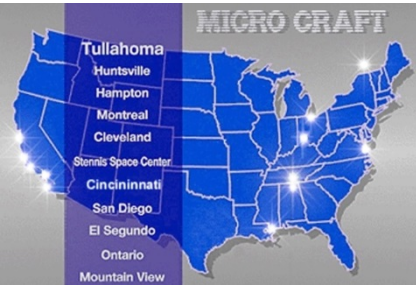 MICRO CRAFT
Tullahoma
Huntsville
Hampton
Montreal
Cleveland
Stennis Space Center
Cincininnati
San Diego
El Segundo
Ontario
Mountain View